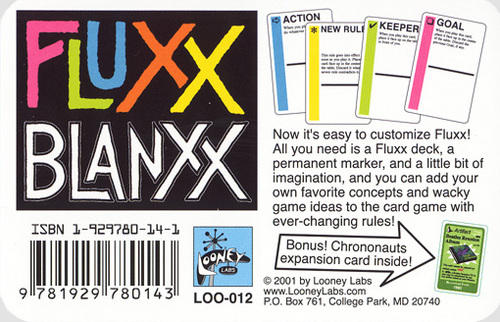 FLUXX
BLANXX
ISBN 1-929780-14-1
9 781929 780143
LOONEY
LABS
LOO-012
ACTION
NEW RULE
KEEPER
GOAL
Now it's easy to customize Fluxx!
All you need is a Fluxx deck, a
permanent marker, and a little bit of
imagination, and you can add your
own favorite concepts and wacky
game ideas to the card game with
ever-changing rules!
Bonus! Chrononauts
expansion card inside!
Artifact
Beatles Reunion
Album
© 2001 by Looney Labs
www.LooneyLabs.com
P.O. Box 761, College Park, MD 20740